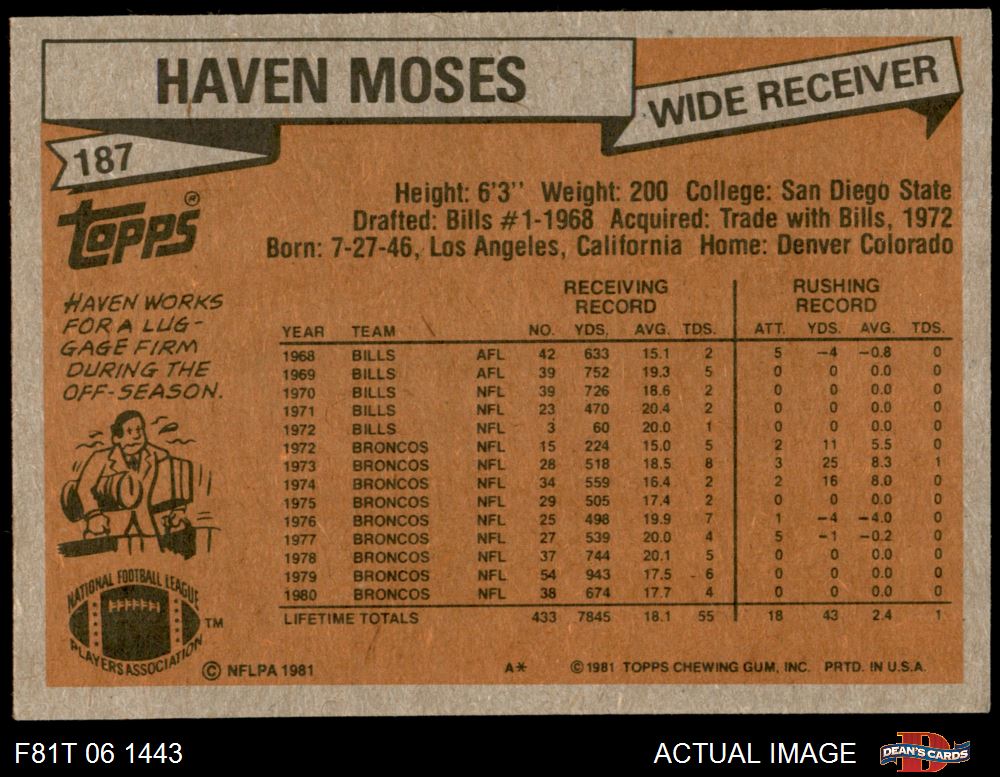 HAVEN MOSES
WIDE RECEIVER
187
TOPPS®
Height: 6'3'' Weight: 200 College: San Diego State
Drafted: Bills #1-1968 Acquired: Trade with Bills, 1972
Born: 7-27-46, Los Angeles, California Home: Denver Colorado
HAVEN WORKS
FOR A LUG-
GAGE FIRM
DURING THE
OFF-SEASON.
RECEIVING RECORD RUSHING RECORD
YEAR TEAM NO. YDS. AVG. TDS. ATT. YDS. AVG. TDS.
1968 BILLS AFL 42 633 15.1 2 5 -4 -0.8 0
1969 BILLS AFL 39 752 19.3 5 0 0 0.0 0
1970 BILLS NFL 39 726 18.6 2 0 0 0.0 0
1971 BILLS NFL 23 470 20.4 2 0 0 0.0 0
1972 BILLS NFL 3 60 20.0 1 0 0 0.0 0
1972 BRONCOS NFL 15 224 15.0 5 2 11 5.5 0
1973 BRONCOS NFL 28 518 18.5 8 3 25 8.3 1
1974 BRONCOS NFL 34 559 16.4 2 2 16 8.0 0
1975 BRONCOS NFL 29 505 17.4 2 0 0 0.0 0
1976 BRONCOS NFL 25 498 19.9 7 1 -4 -4.0 0
1977 BRONCOS NFL 27 539 20.0 4 5 -1 -0.2 0
1978 BRONCOS NFL 37 744 20.1 5 0 0 0.0 0
1979 BRONCOS NFL 54 943 17.5 6 0 0 0.0 0
1980 BRONCOS NFL 38 674 17.7 4 0 0 0.0 0
LIFETIME TOTALS 433 7845 18.1 55 18 43 2.4 1
NATIONAL FOOTBALL LEAGUE
PLAYERS ASSOCIATION TM
© NFLPA 1981 A* © 1981 TOPPS CHEWING GUM, INC. PRTD. IN U.S.A.
F81T 06 1443 ACTUAL IMAGE D DEAN'S CARDS